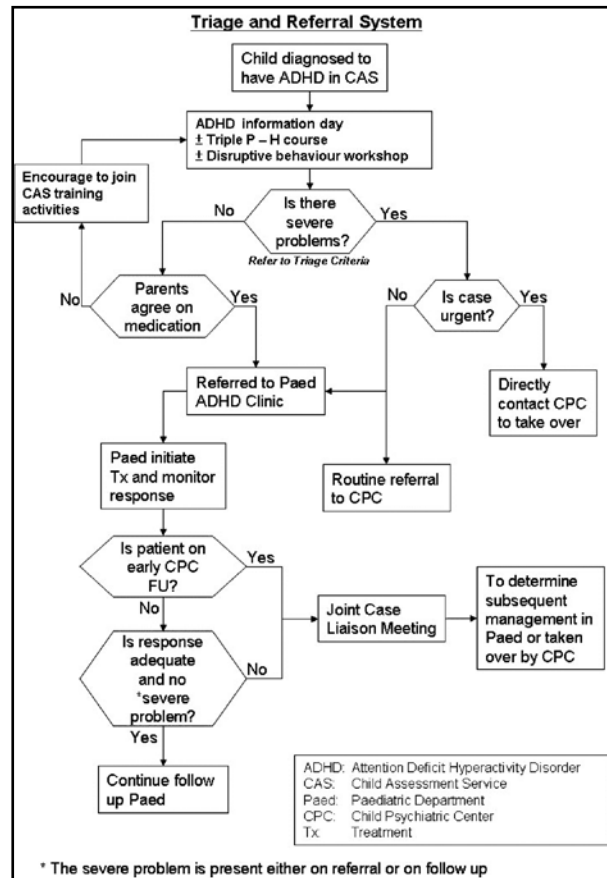 Triage and Referral System
Child diagnosed to
have ADHD in CAS
ADHD information day
± Triple P – H course
± Disruptive behaviour workshop
Encourage to join
CAS training
activities
No
Is there
severe
problems?
Yes
Refer to Triage Criteria
No
Parents
agree on
medication
Yes
No
Is case
urgent?
Yes
Referred to Paed
ADHD Clinic
Directly
contact CPC
to take over
Paed initiate
Tx and monitor
response
Routine referral
to CPC
Is patient on
early CPC
FU?
Yes
No
Joint Case
Liaison Meeting
To determine
subsequent
management in
Paed or taken
over by CPC
Is response
adequate
and no
*severe
problem?
No
Yes
Continue follow
up Paed
ADHD: Attention Deficit Hyperactivity Disorder
CAS: Child Assessment Service
Paed: Paediatric Department
CPC: Child Psychiatric Center
Tx: Treatment
* The severe problem is present either on referral or on follow up